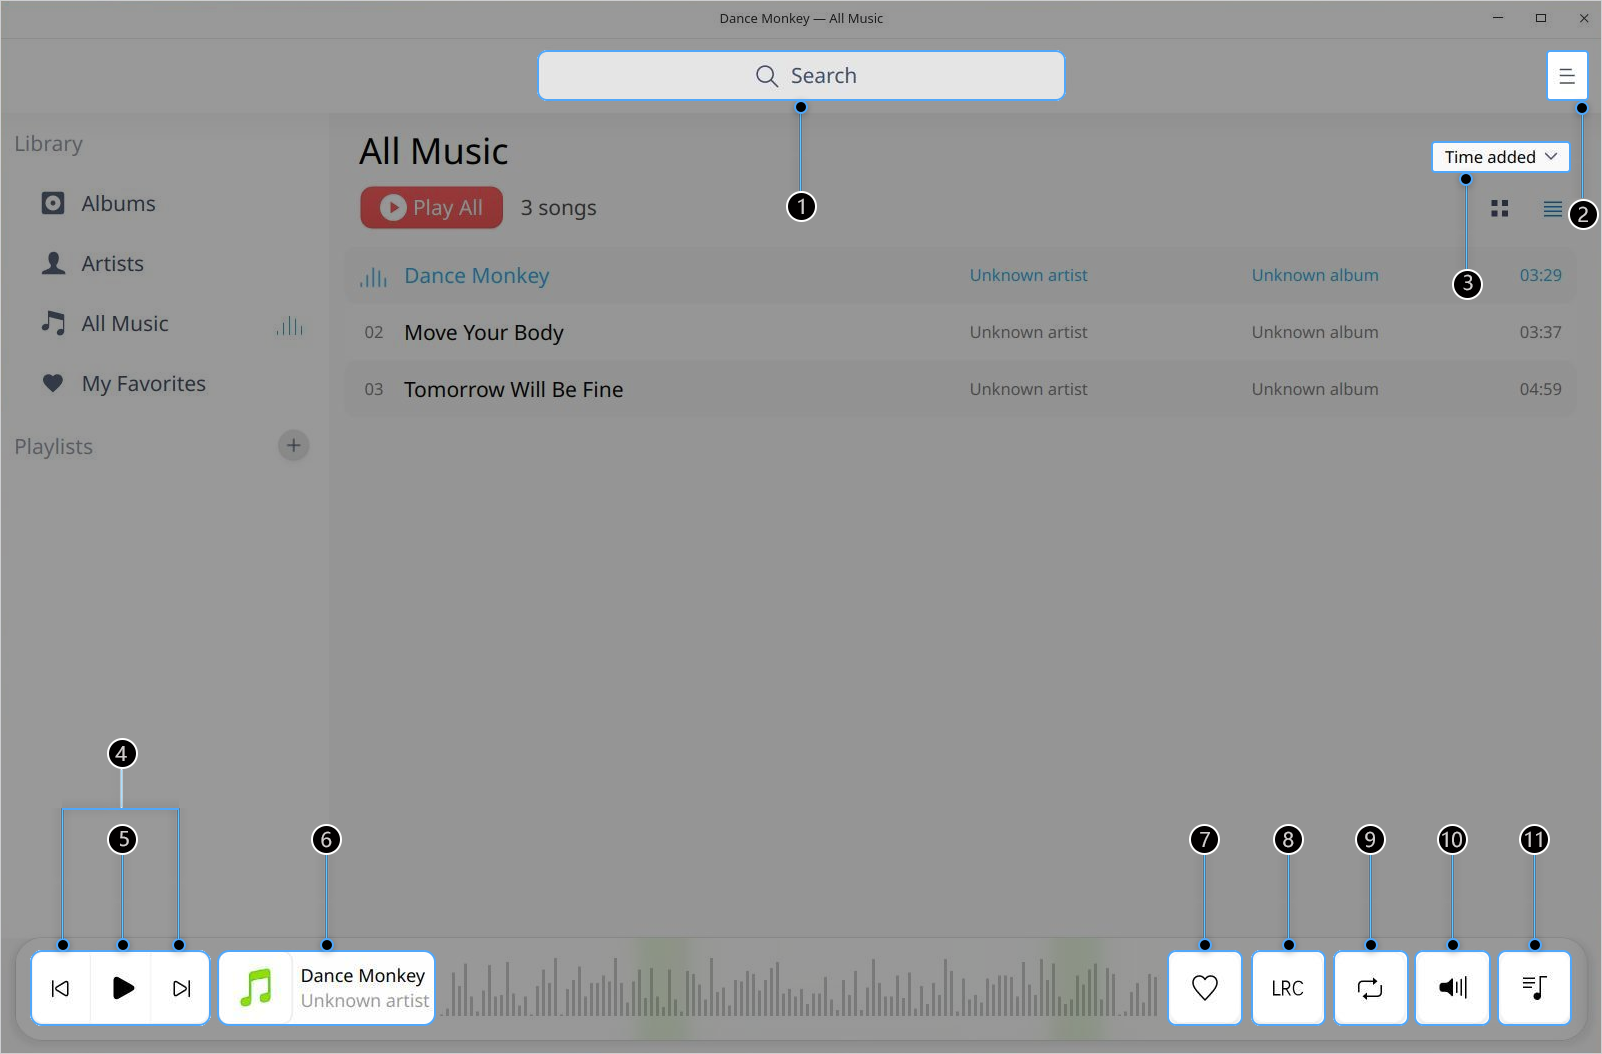 Dance Monkey — All Music
Search
Library
All Music
Time added
Albums
Play All
3 songs
1
2
Artists
Dance Monkey
Unknown artist
Unknown album
03:29
3
All Music
02
Move Your Body
Unknown artist
Unknown album
03:37
My Favorites
03
Tomorrow Will Be Fine
Unknown artist
Unknown album
04:59
Playlists
4
5
6
7
8
9
10
11
Dance Monkey
Unknown artist
LRC